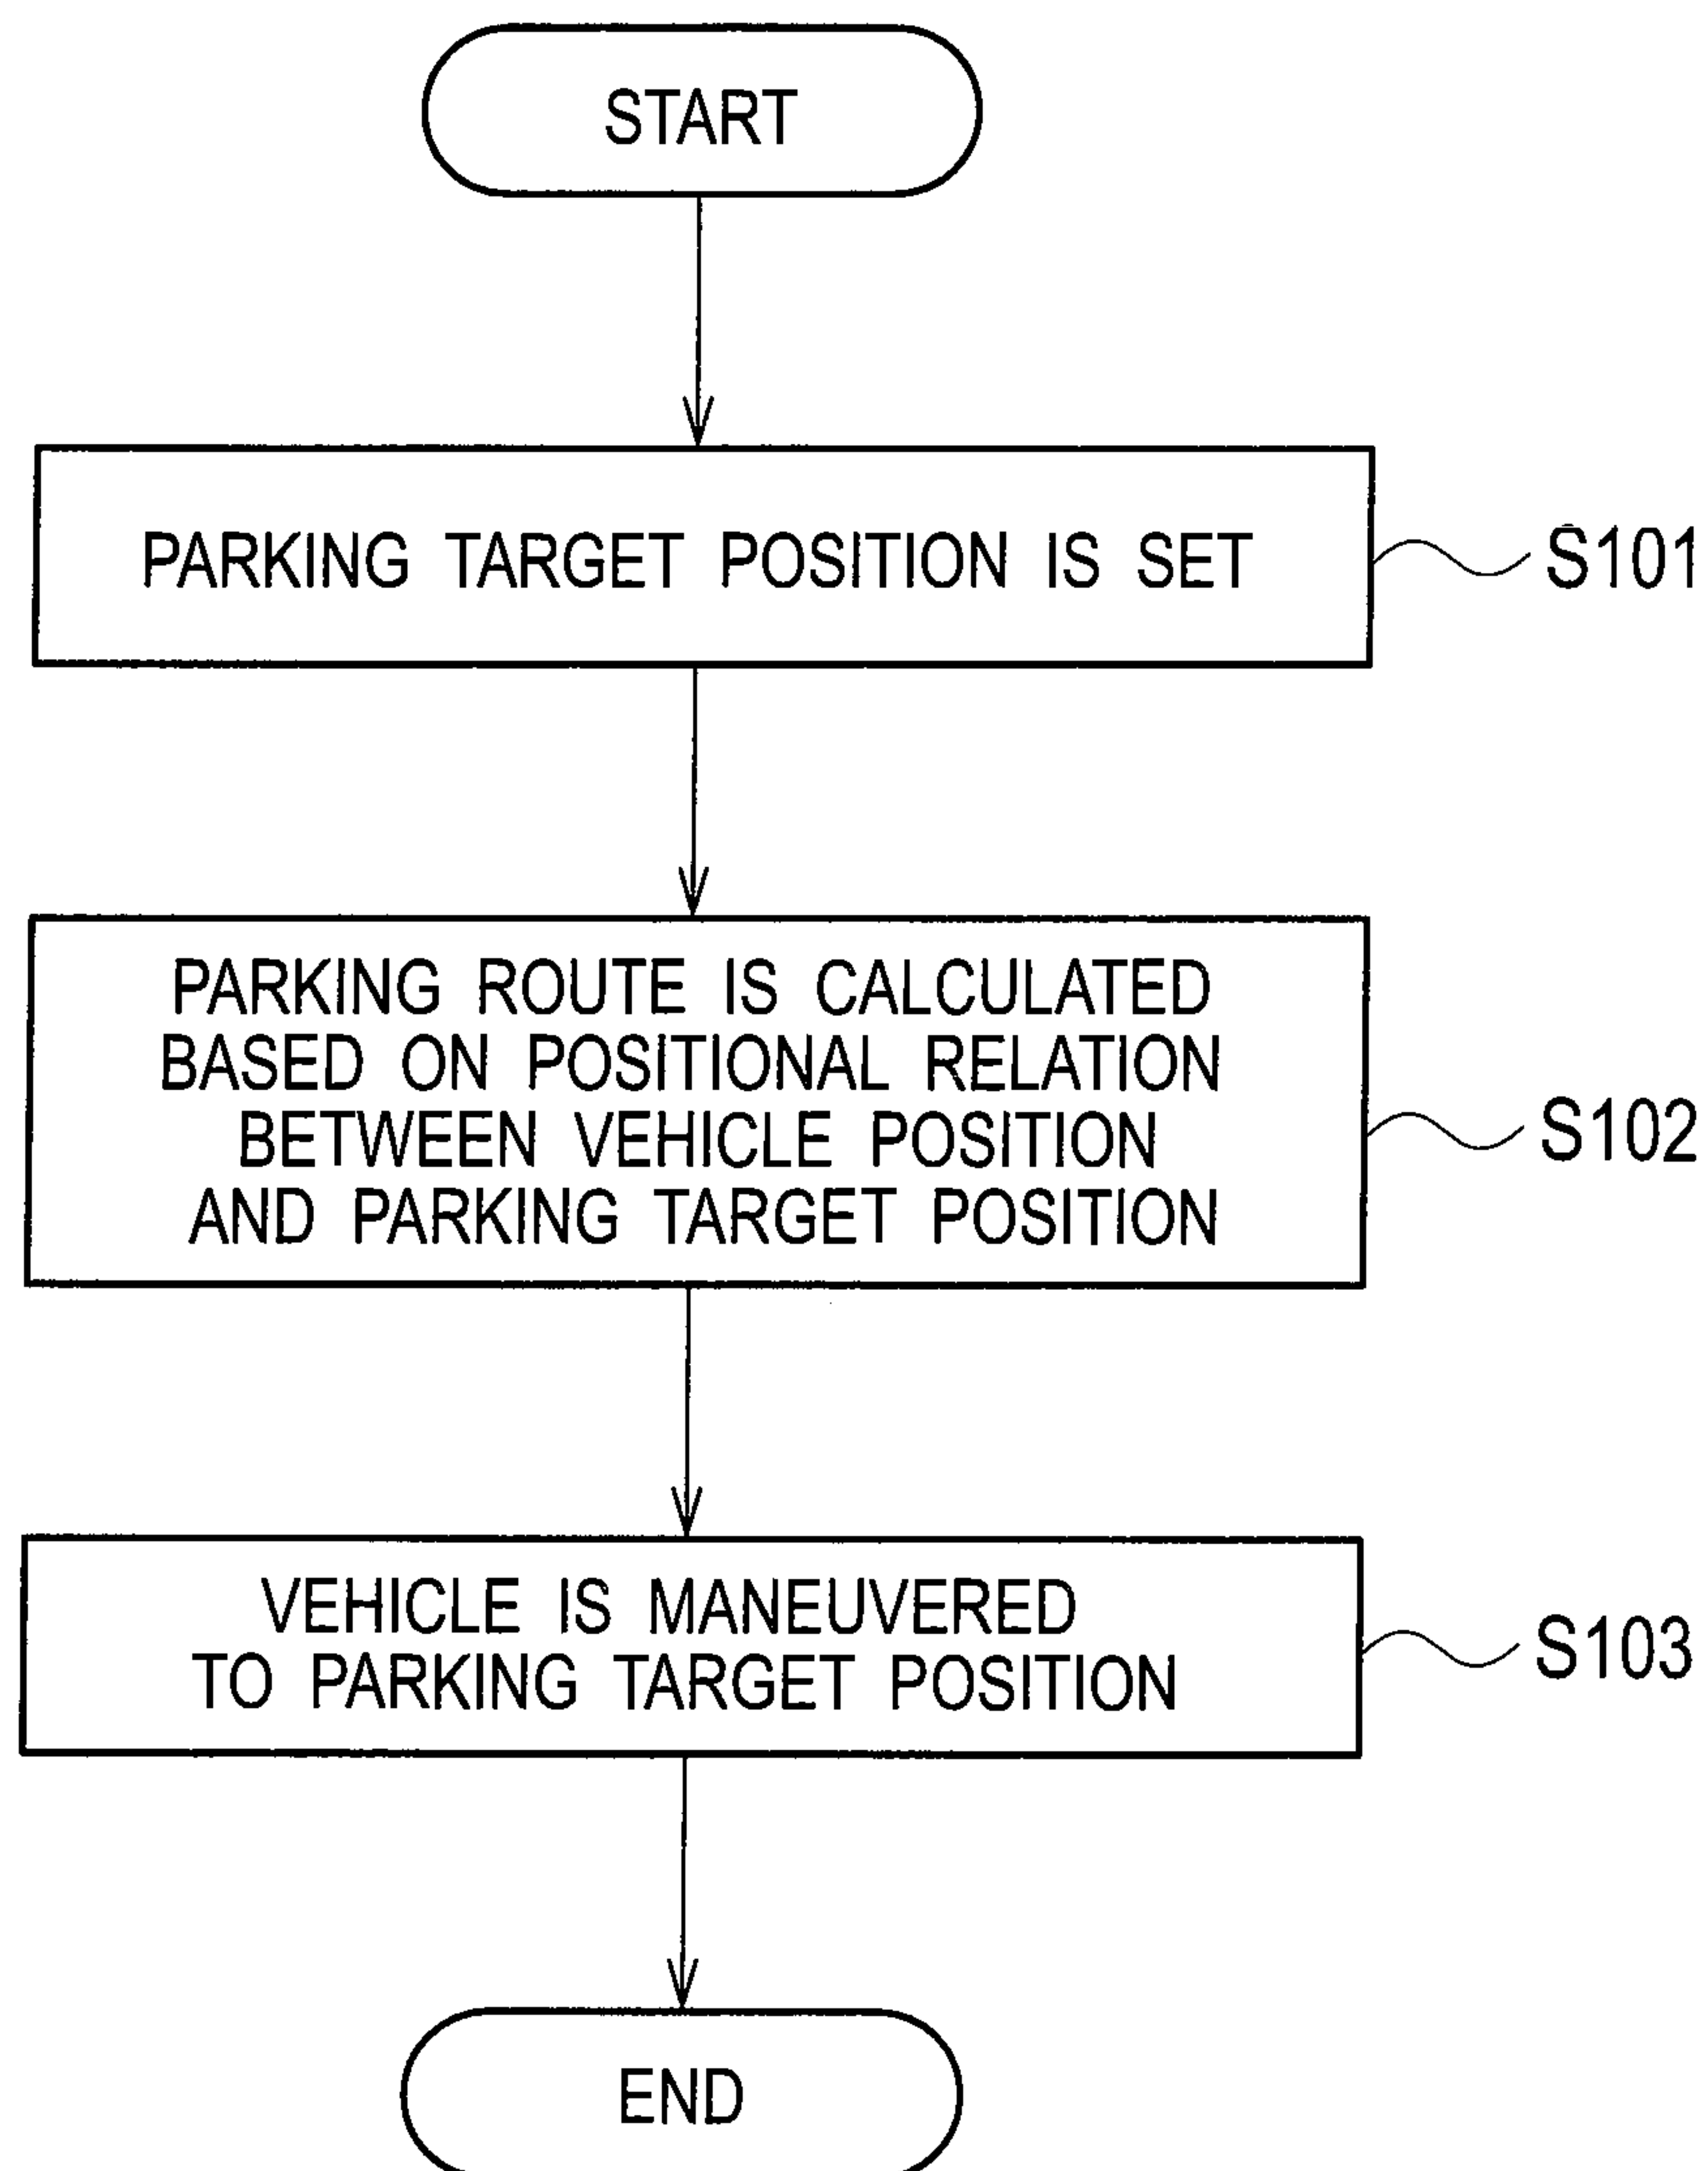 START
PARKING TARGET POSITION IS SET
S101
PARKING ROUTE IS CALCULATED
BASED ON POSITIONAL RELATION
BETWEEN VEHICLE POSITION
AND PARKING TARGET POSITION
S102
VEHICLE IS MANEUVERED
TO PARKING TARGET POSITION
S103
END